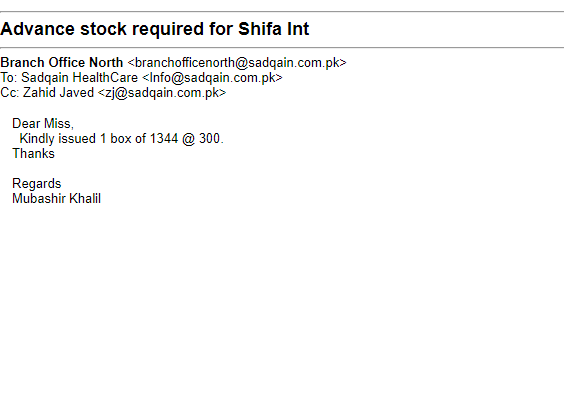 Advance stock required for Shifa Int
Branch Office North <branchofficenorth@sadqain.com.pk>
To: Sadqain HealthCare <Info@sadqain.com.pk>
Cc: Zahid Javed <zj@sadqain.com.pk>
Dear Miss,
Kindly issued 1 box of 1344 @ 300.
Thanks
Regards
Mubashir Khalil